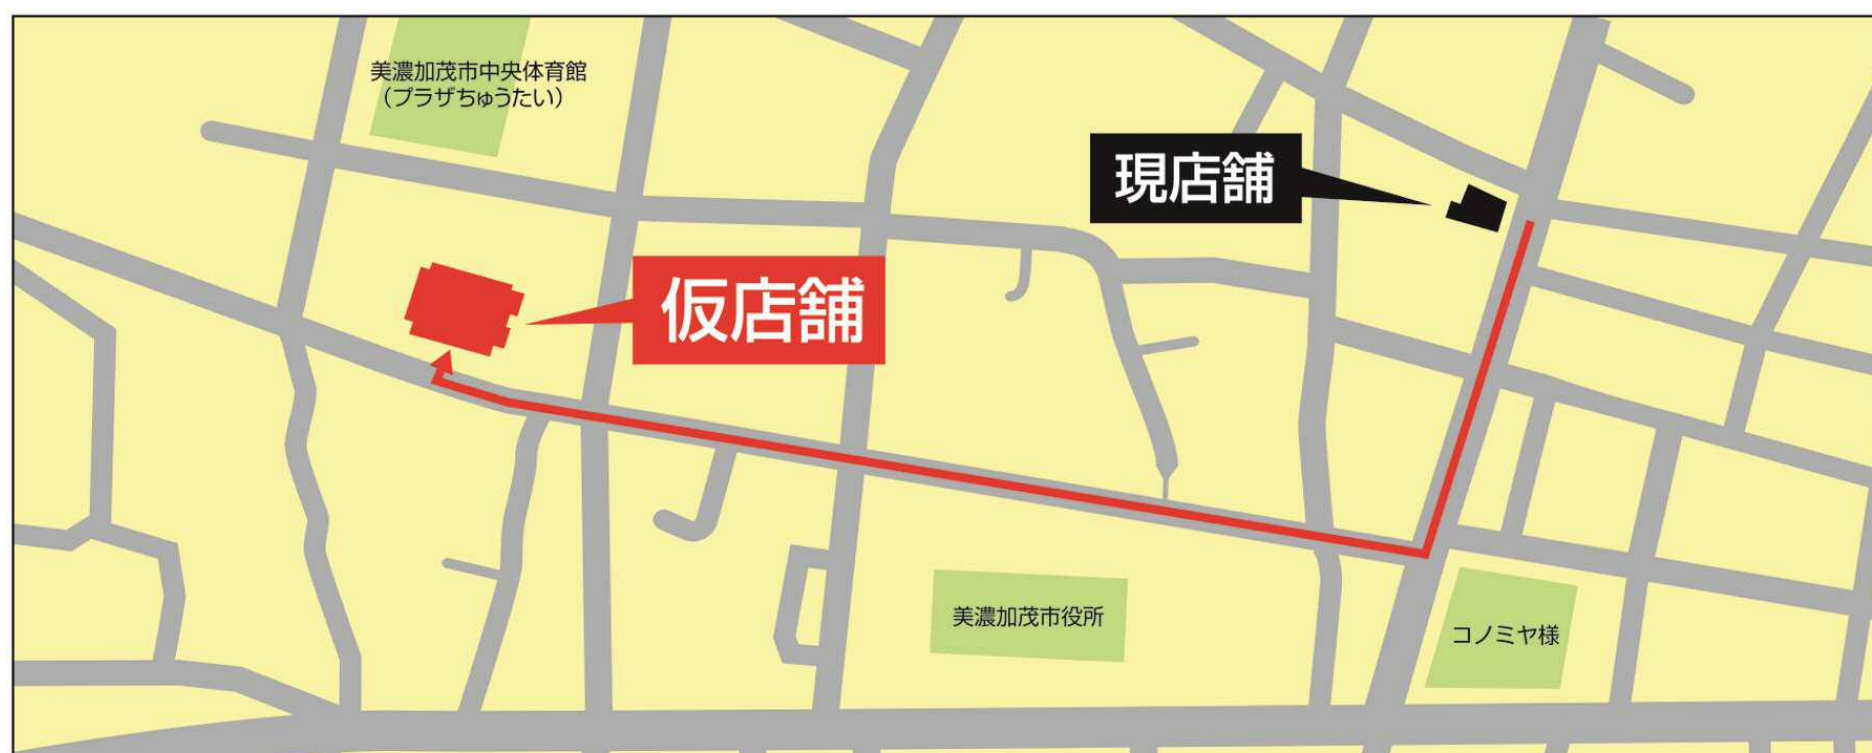 美濃加茂市中央体育館
（プラザちゅうたい）
現店舗
仮店舗
美濃加茂市役所
コノミヤ様